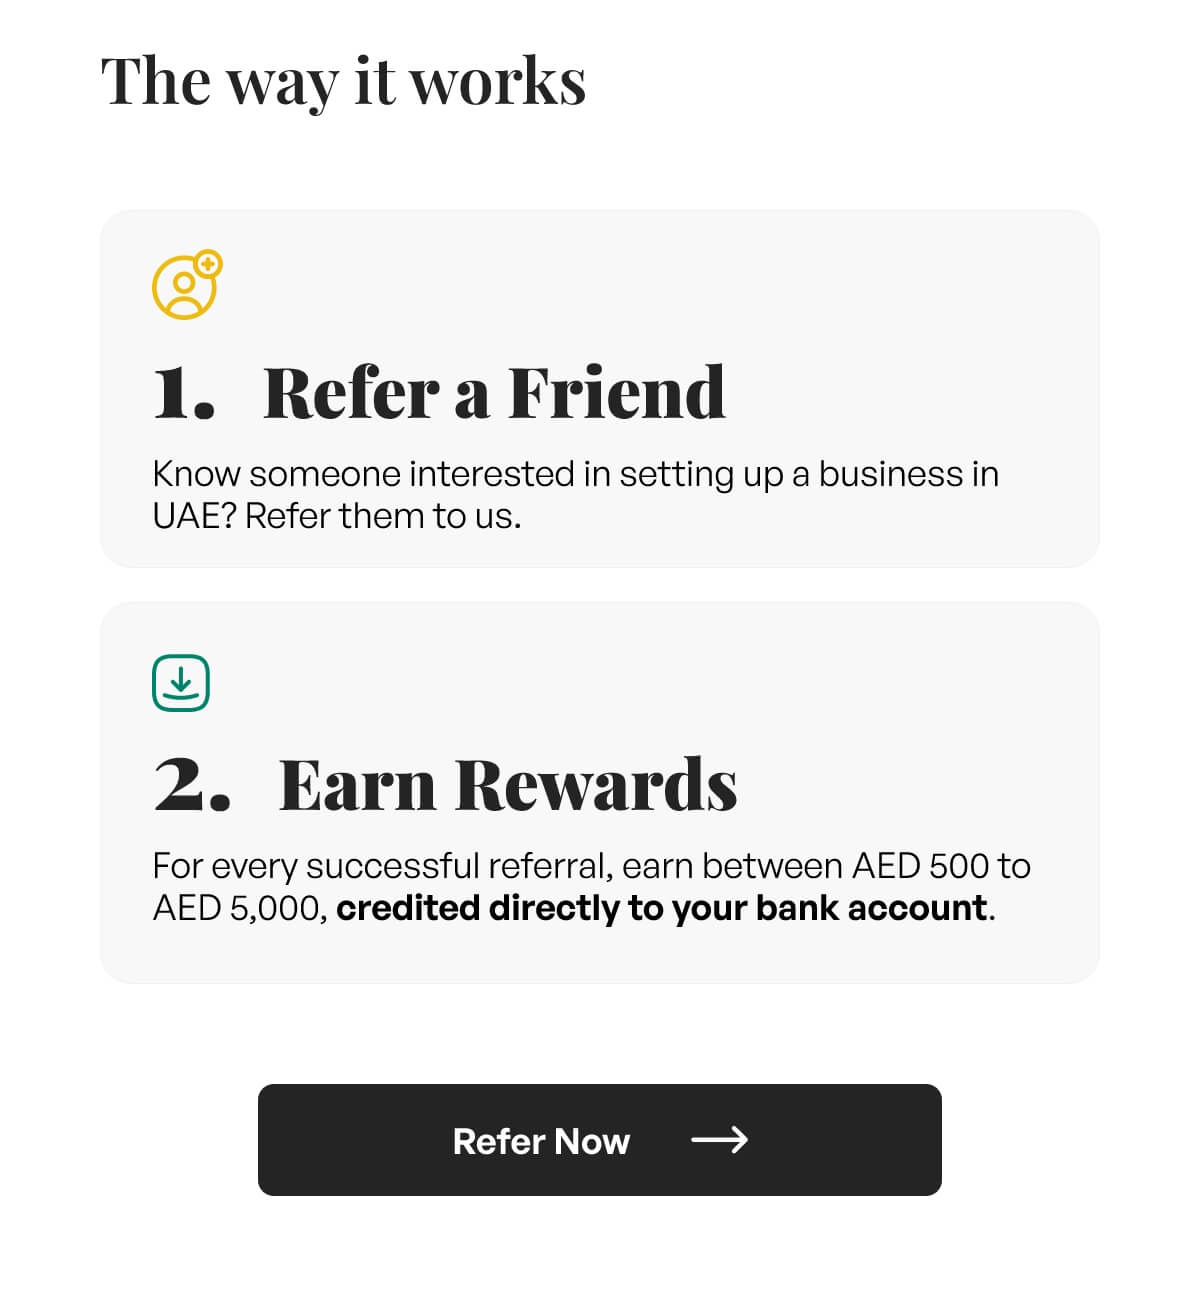 The way it works
1. Refer a Friend
Know someone interested in setting up a business in
UAE? Refer them to us.
2. Earn Rewards
For every successful referral, earn between AED 500 to
AED 5,000, credited directly to your bank account.
Refer Now